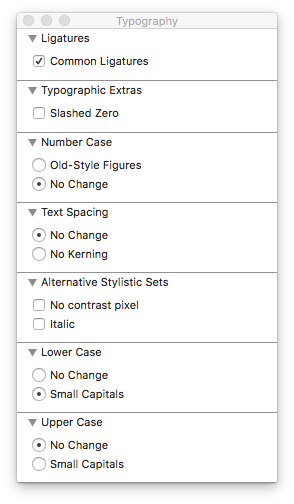 Typography
Ligatures
Common Ligatures
Typographic Extras
Slashed Zero
Number Case
Old-Style Figures
No Change
Text Spacing
No Change
No Kerning
Alternative Stylistic Sets
No contrast pixel
Italic
Lower Case
No Change
Small Capitals
Upper Case
No Change
Small Capitals